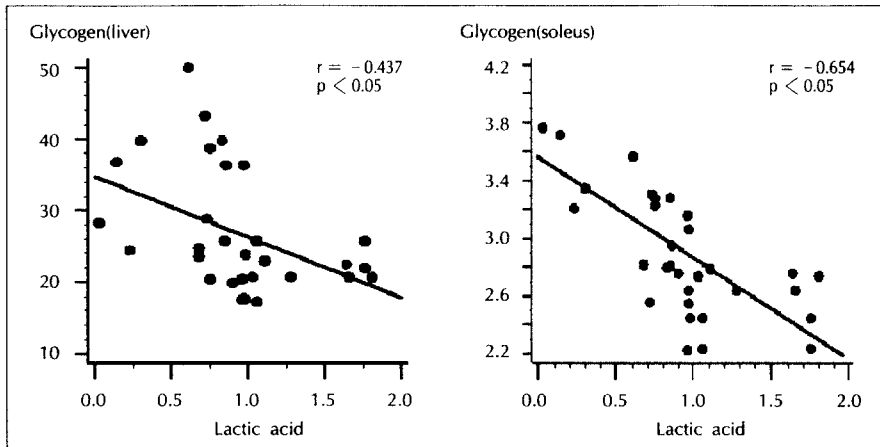 Glycogen(liver)
r = −0.437
p < 0.05
50
40
30
20
10
0.0 0.5 1.0 1.5 2.0
Lactic acid
Glycogen(soleus)
r = −0.654
p < 0.05
4.2
3.8
3.4
3.0
2.6
2.2
0.0 0.5 1.0 1.5 2.0
Lactic acid